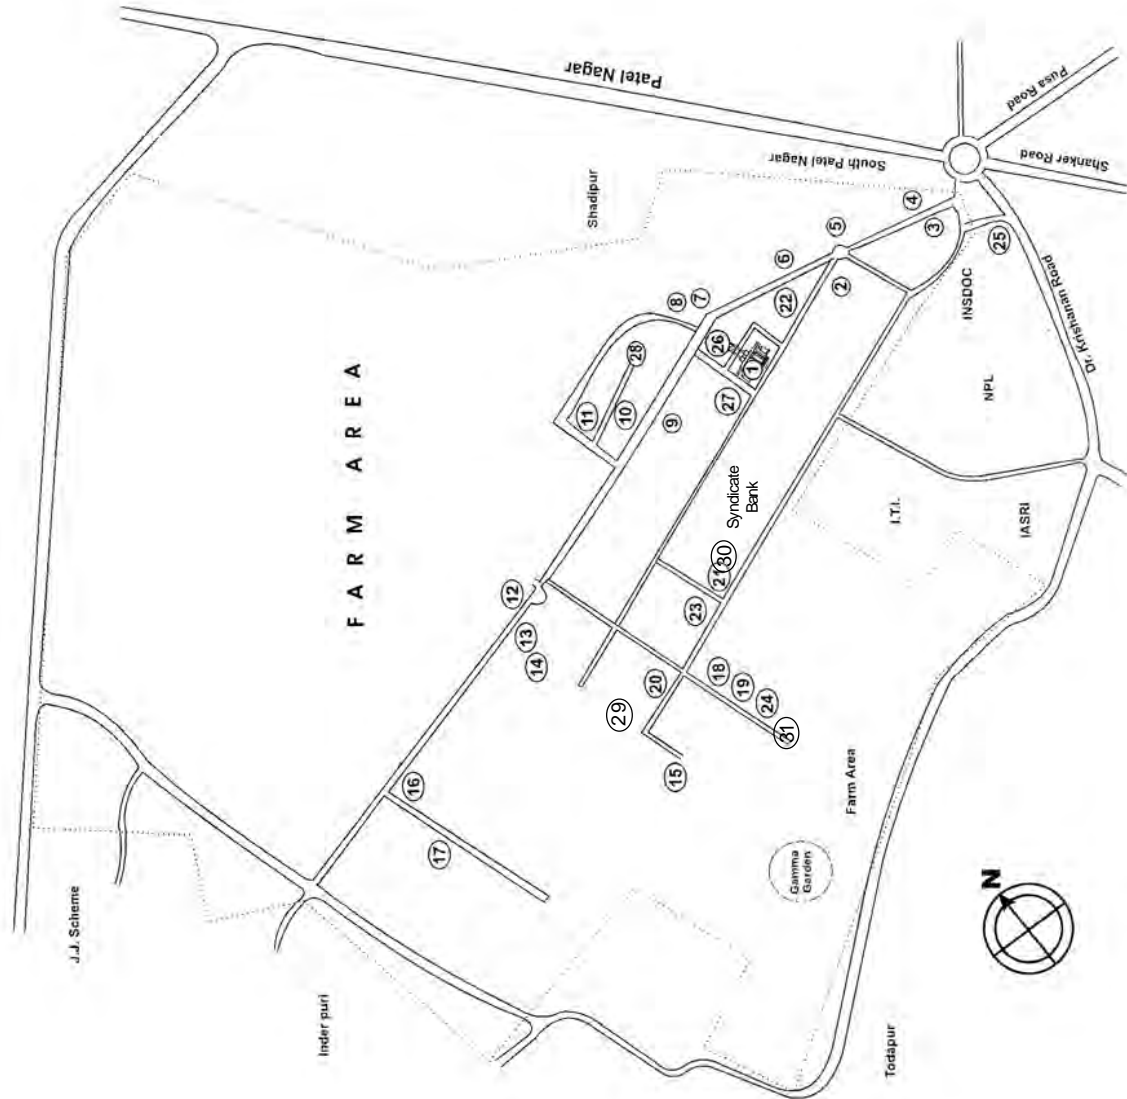 Patel Nagar
Pusa Road
Shanker Road
South Patel Nagar
Shadipur
4
3
5
25
6
2
INSDOC
Dr. Krishanan Road
8
7
22
26
28
1
NPL
FARM AREA
11
10
27
9
Syndicate
Bank
I.T.I.
IASRI
30
21
12
23
13
14
18
20
19
24
29
31
15
16
Farm Area
17
Gamma
Garden
N
J.J. Scheme
Inder puri
Todapur